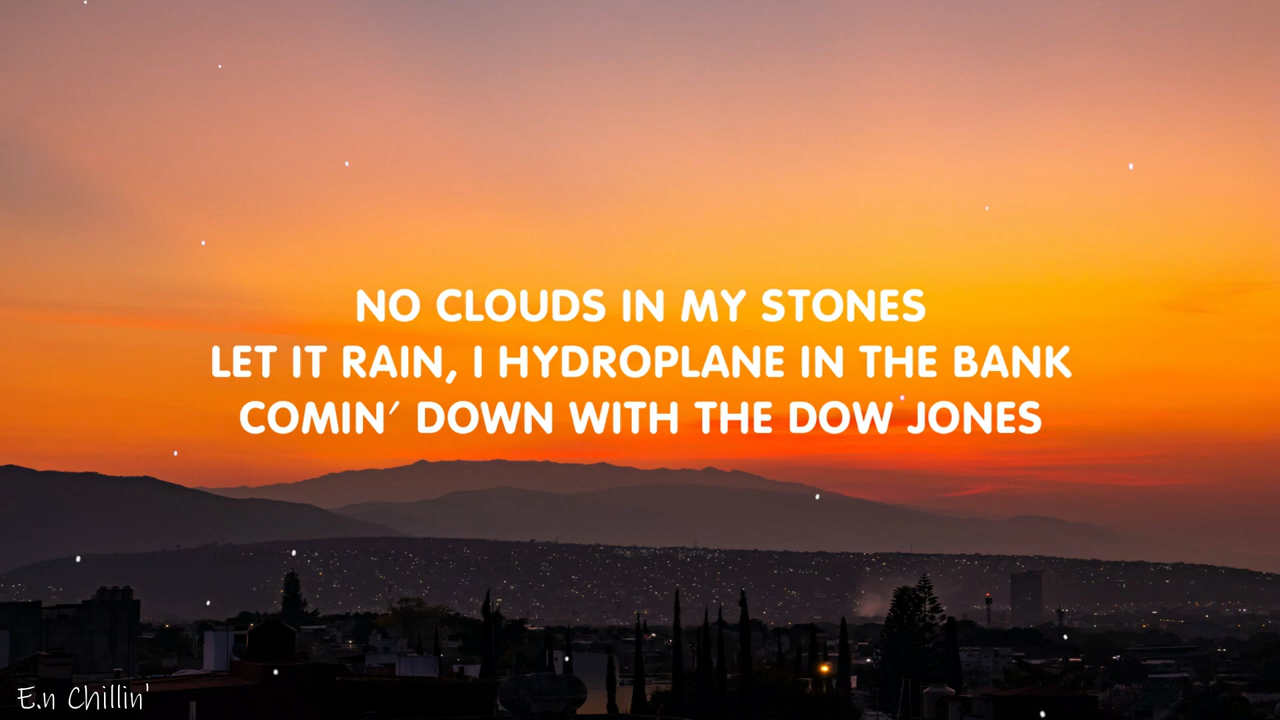 NO CLOUDS IN MY STONES
LET IT RAIN, I HYDROPLANE IN THE BANK
COMIN′ DOWN WITH THE DOW JONES
E.n Chillin'